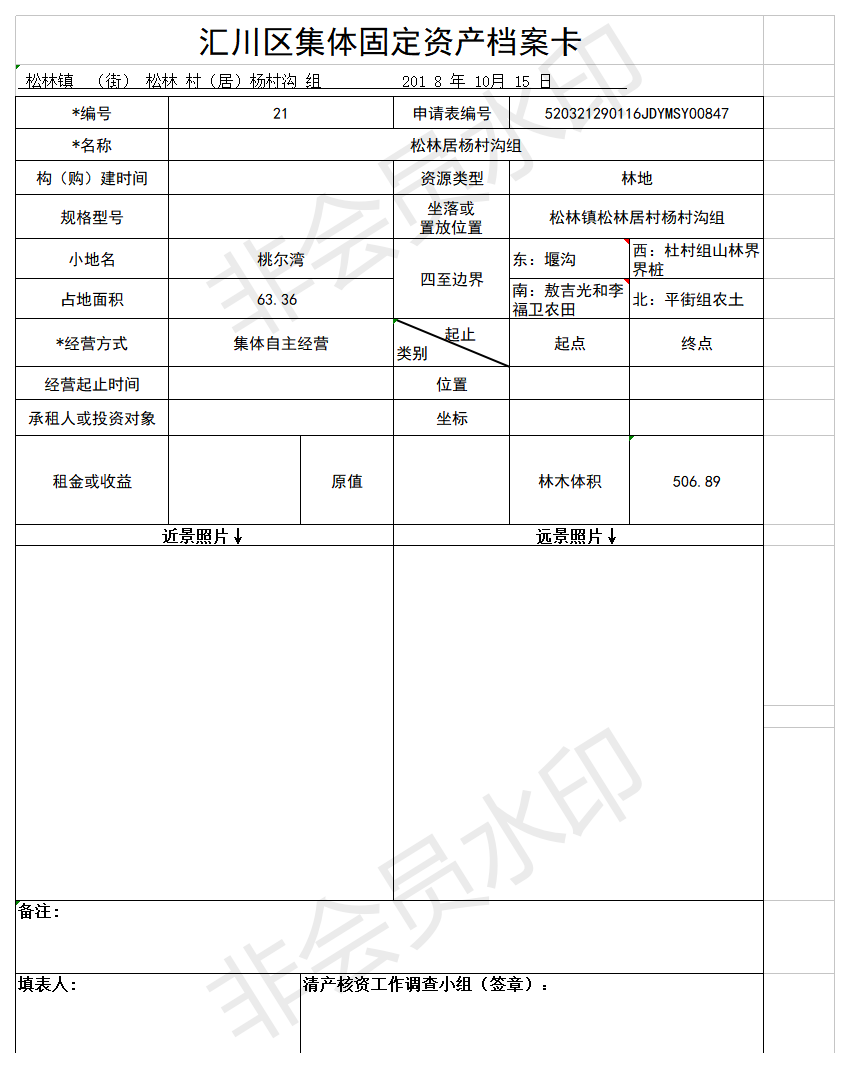 汇川区集体固定资产档案卡
松林镇 （街） 松林 村（居）杨村沟 组 2018 年 10月 15 日
*编号 21 申请表编号 520321290116JDYMSY00847
*名称 松林居杨村沟组
构（购）建时间 资源类型 林地
规格型号 坐落或
置放位置 松林镇松林居村杨村沟组
小地名 桃尔湾 四至边界 东：堰沟 西：杜村组山林界
界桩
占地面积 63.36 南：敖吉光和李
福卫农田 北：平街组农土
*经营方式 集体自主经营 起止
类别 起点 终点
经营起止时间 位置
承租人或投资对象 坐标
租金或收益 原值 林木体积 506.89
近景照片↓ 远景照片↓
备注：
填表人： 清产核资工作调查小组（签章）：
非会员水印
非会员水印